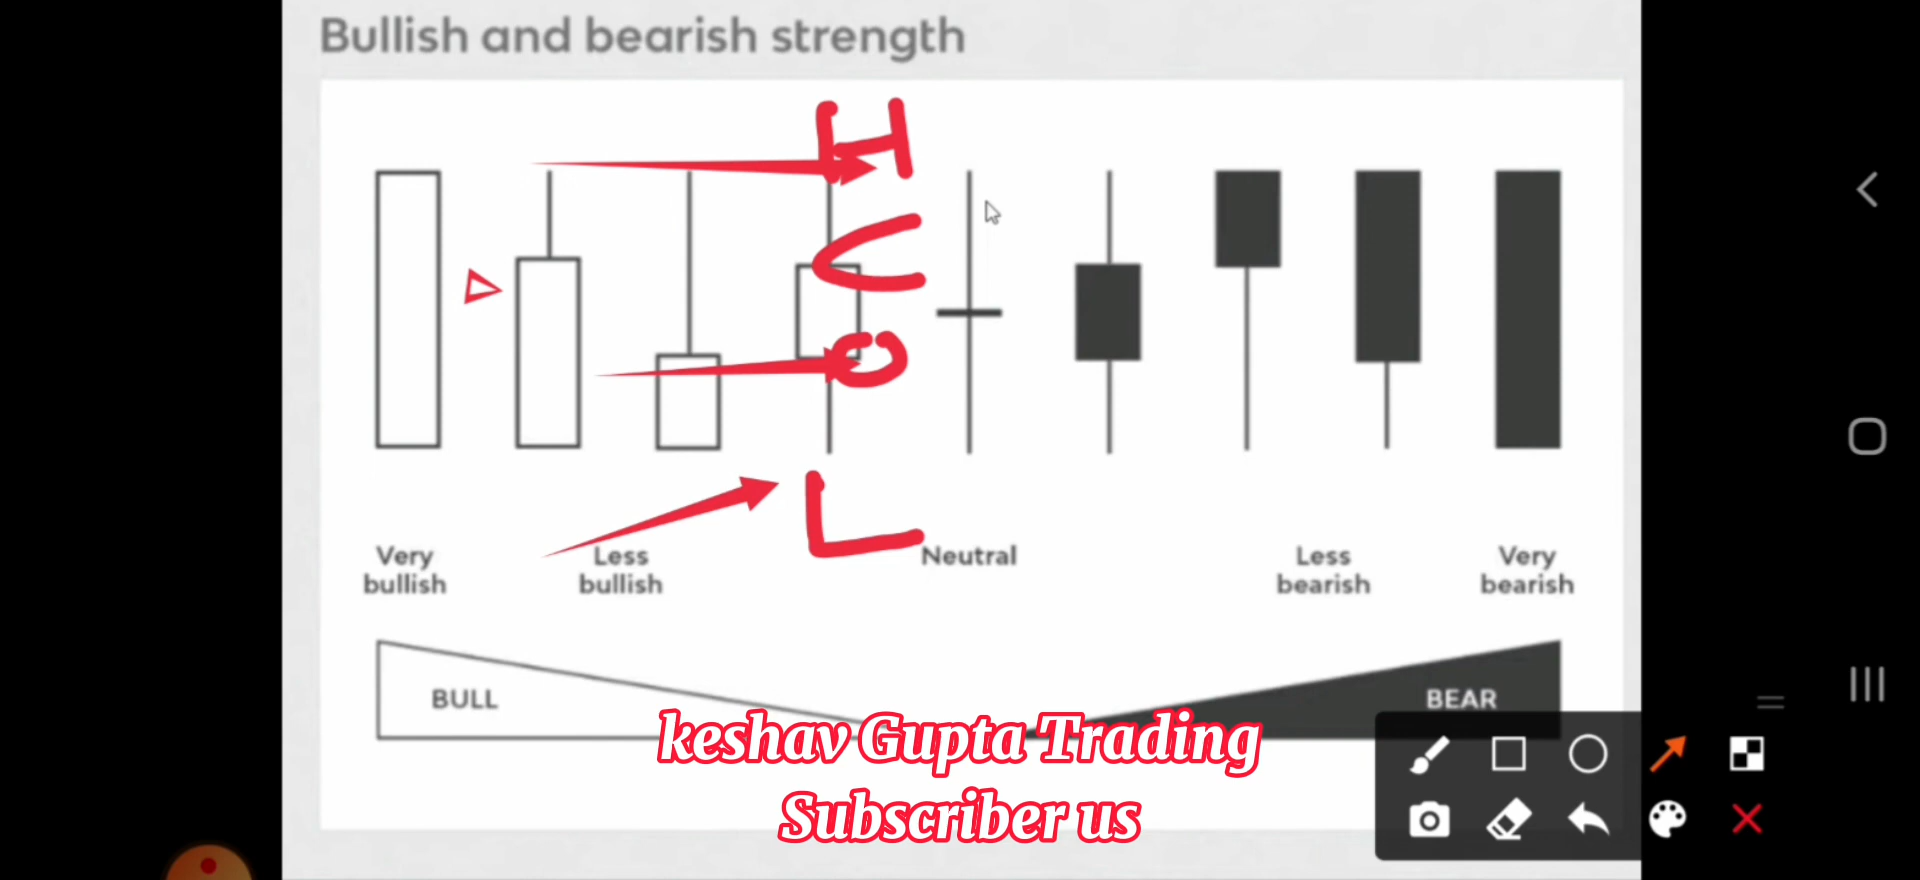 Bullish and bearish strength
H
C
O
L
Very bullish
Less bullish
Neutral
Less bearish
Very bearish
BULL
BEAR
keshav Gupta Trading
Subscriber us